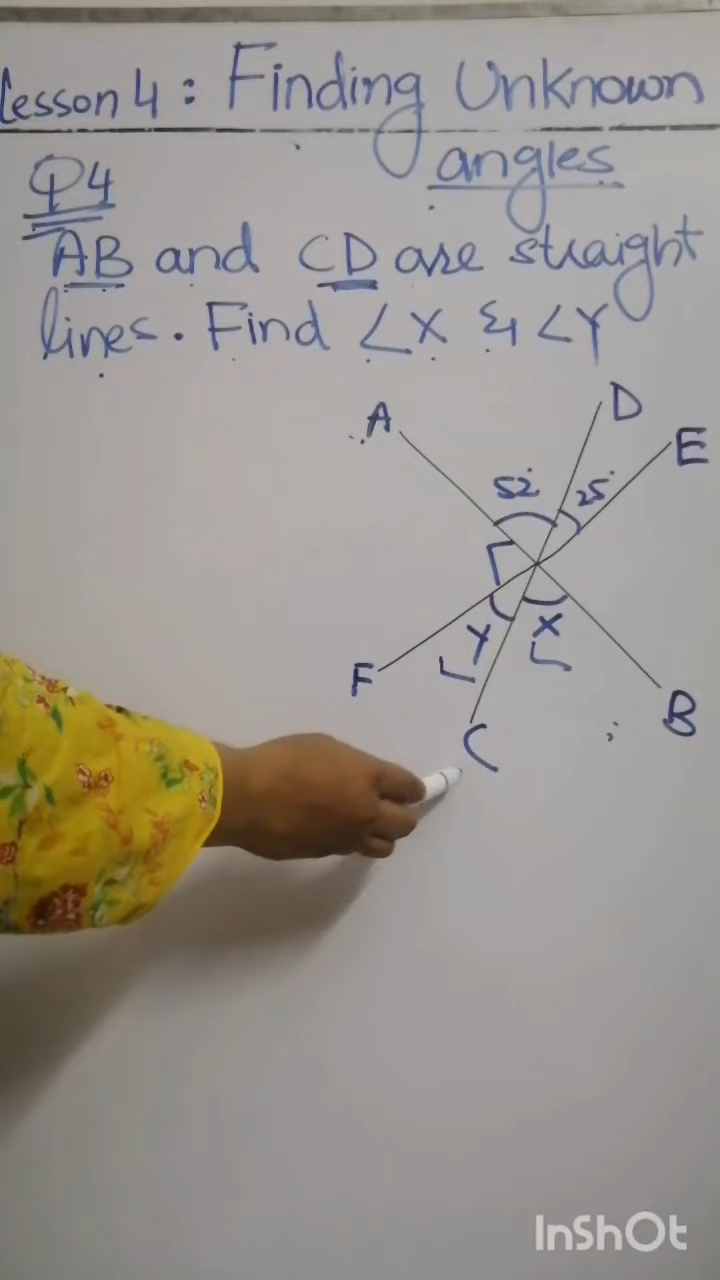 Lesson 4 : Finding Unknown
angles
Q4
AB and CD are straight
lines. Find ∠X & ∠Y
A
D
E
52°
25°
Y
X
F
B
C
InShOt